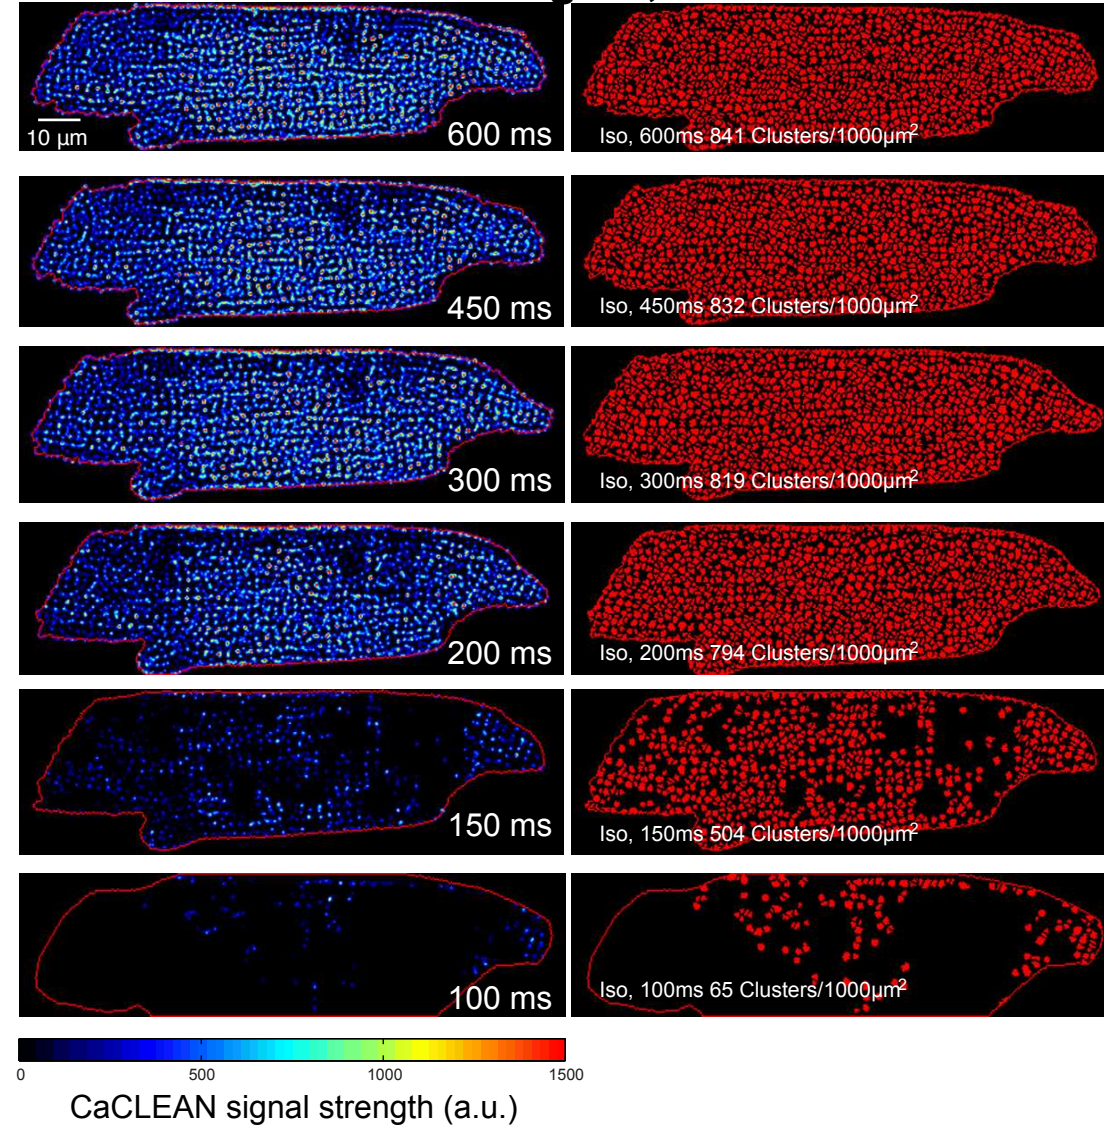 600 ms
10 µm
Iso, 600ms 841 Clusters/1000µm²
450 ms
Iso, 450ms 832 Clusters/1000µm²
300 ms
Iso, 300ms 819 Clusters/1000µm²
200 ms
Iso, 200ms 794 Clusters/1000µm²
150 ms
Iso, 150ms 504 Clusters/1000µm²
100 ms
Iso, 100ms 65 Clusters/1000µm²
0 500 1000 1500
CaCLEAN signal strength (a.u.)